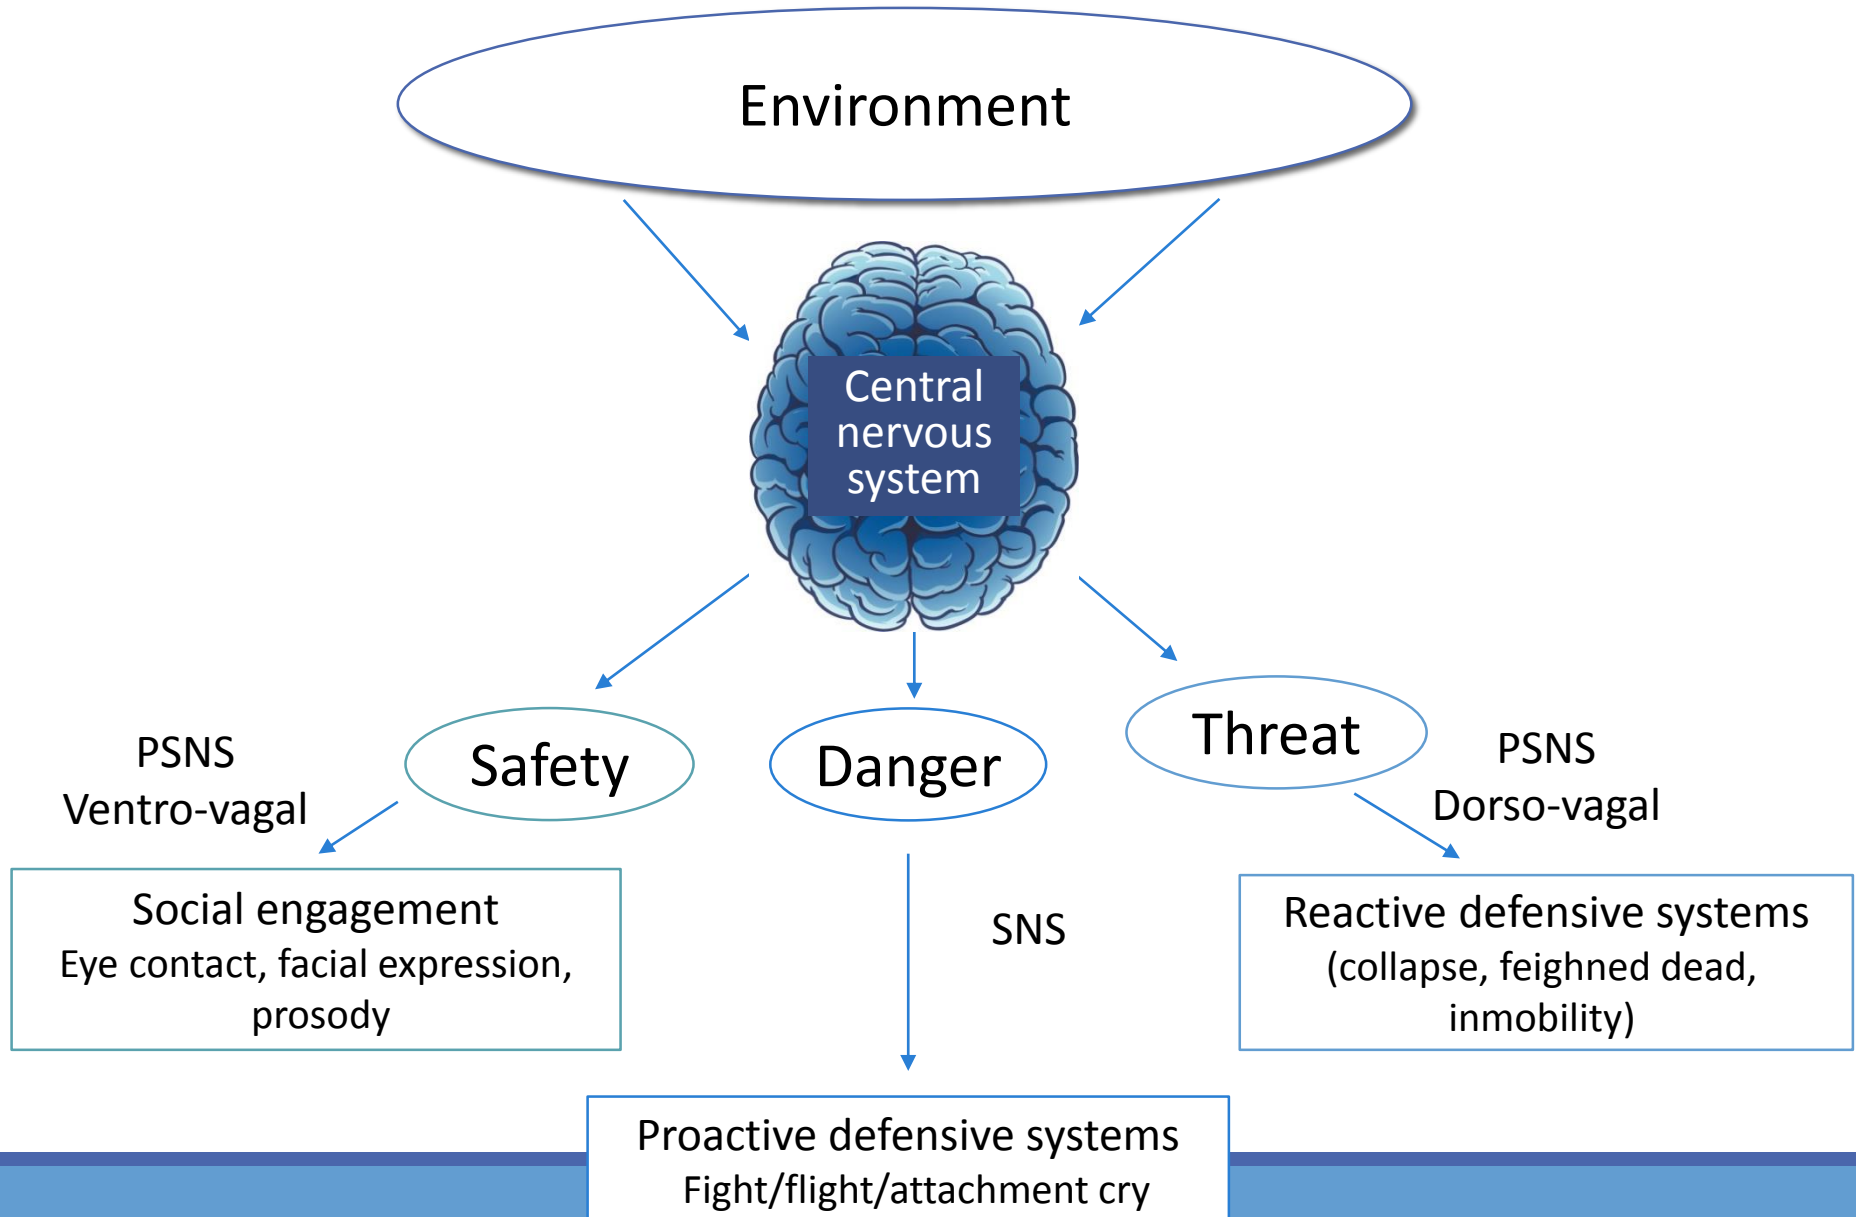 Environment
Central
nervous
system
Safety
Danger
Threat
PSNS
Ventro-vagal
PSNS
Dorso-vagal
Social engagement
Eye contact, facial expression,
prosody
SNS
Reactive defensive systems
(collapse, feighned dead,
inmobility)
Proactive defensive systems
Fight/flight/attachment cry